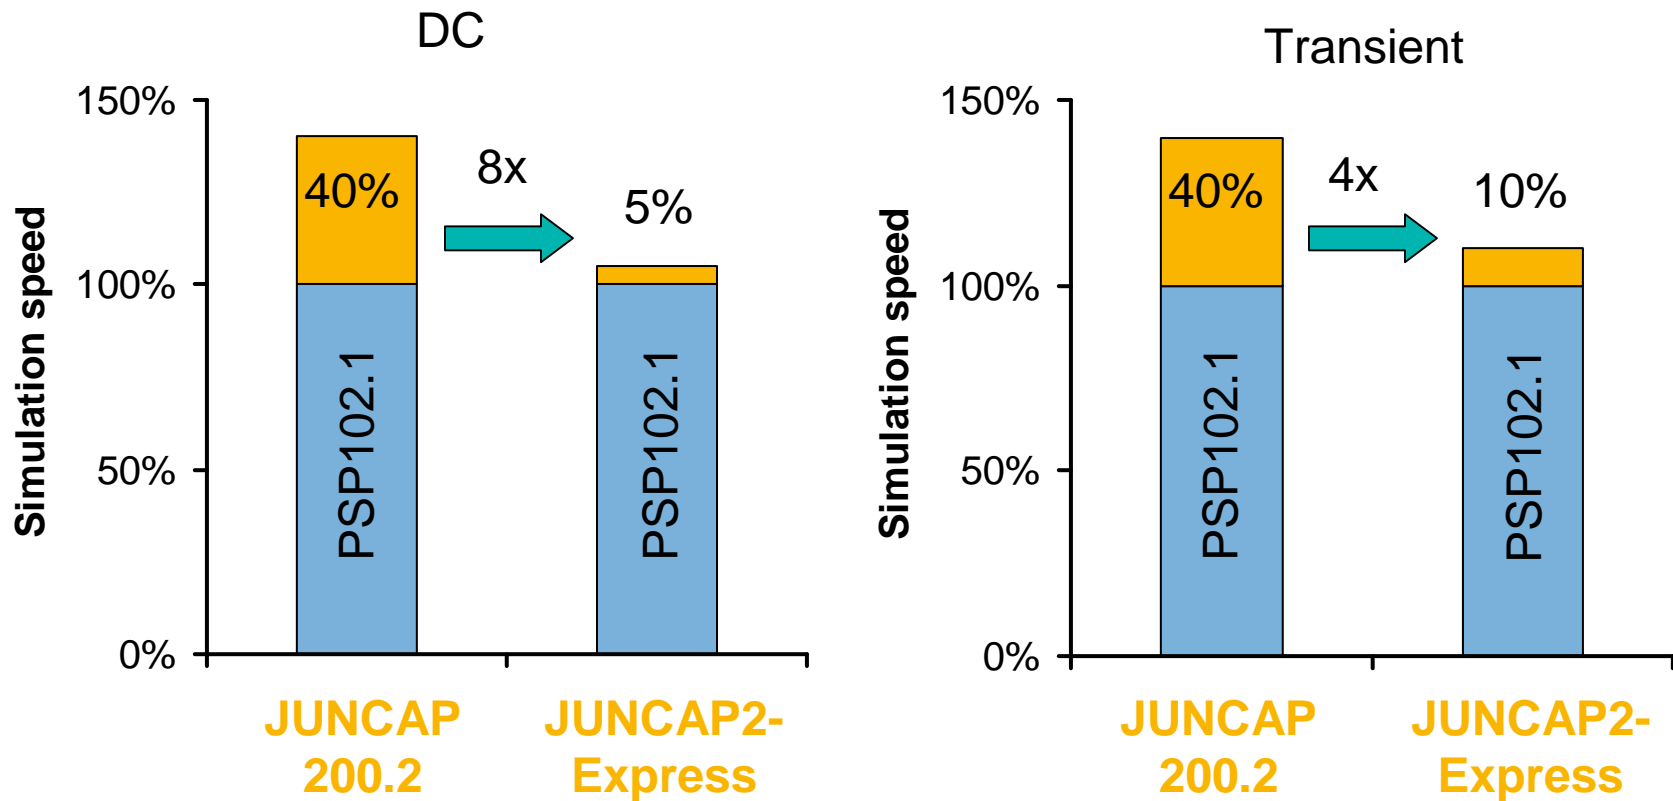 DC
150%
100%
50%
0%
Simulation speed
40%
8x
5%
PSP102.1
PSP102.1
JUNCAP
200.2
JUNCAP2-
Express
Transient
150%
100%
50%
0%
Simulation speed
40%
4x
10%
PSP102.1
PSP102.1
JUNCAP
200.2
JUNCAP2-
Express